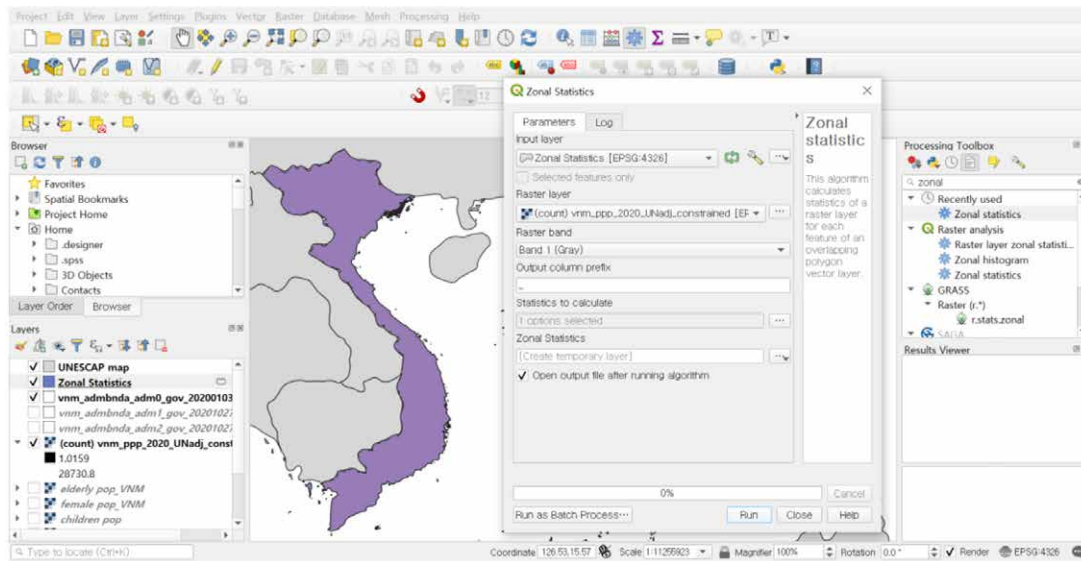 Project Edit View Layer Settings Plugins Vector Raster Database Mesh Processing Help
12
Browser
Favorites
Spatial Bookmarks
Project Home
Home
.designer
.spss
3D Objects
Contacts
Layer Order Browser
Layers
UNESCAP map
Zonal Statistics
vnm_admbnda_adm0_gov_20200103
vnm_admbnda_adm1_gov_20201027
vnm_admbnda_adm2_gov_20201027
(count) vnm_ppp_2020_UNadj_const
1.0159
28730.8
elderly pop_VNM
female pop_VNM
children pop
Zonal Statistics
Parameters Log
Input layer
Zonal Statistics [EPSG:4326]
Selected features only
Raster layer
(count) vnm_ppp_2020_UNadj_constrained [EF
Raster band
Band 1 (Gray)
Output column prefix
_
Statistics to calculate
1 options selected
Zonal Statistics
[Create temporary layer]
Open output file after running algorithm
0%
Cancel
Run as Batch Process... Run Close Help
Zonal
statistic
s
This algorithm
calculates
statistics of a
raster layer
for each
feature of an
overlapping
polygon
vector layer.
Processing Toolbox
zonal
Recently used
Zonal statistics
Raster analysis
Raster layer zonal statisti...
Zonal histogram
Zonal statistics
GRASS
Raster (r.*)
r.stats.zonal
SAGA
Results Viewer
Type to locate (Ctrl+K) Coordinate 126.53,15.57 Scale 1:11255923 Magnifier 100% Rotation 0.0 ° Render EPSG:4326